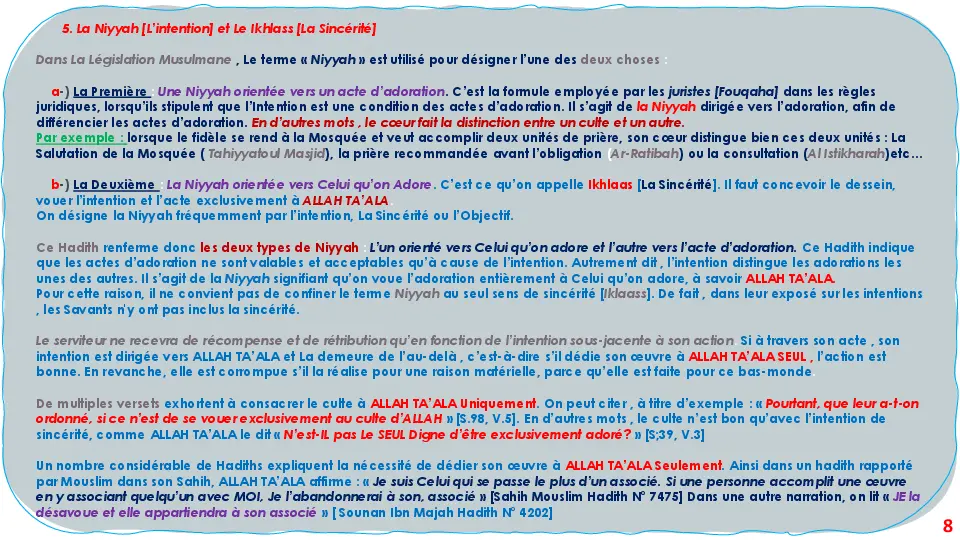 5. La Niyyah [L'intention] et Le Ikhlass [La Sincérité]
Dans La Législation Musulmane , Le terme « Niyyah » est utilisé pour désigner l'une des deux choses :
a-) La Première : Une Niyyah orientée vers un acte d'adoration. C'est la formule employée par les juristes [Fouqaha] dans les règles
juridiques, lorsqu'ils stipulent que l'Intention est une condition des actes d'adoration. Il s'agit de la Niyyah dirigée vers l'adoration, afin de
différencier les actes d'adoration. En d'autres mots , le cœur fait la distinction entre un culte et un autre.
Par exemple : lorsque le fidèle se rend à la Mosquée et veut accomplir deux unités de prière, son cœur distingue bien ces deux unités : La
Salutation de la Mosquée ( Tahiyyatoul Masjid), la prière recommandée avant l'obligation (Ar-Ratibah) ou la consultation (Al Istikharah)etc...
b-) La Deuxième : La Niyyah orientée vers Celui qu'on Adore. C'est ce qu'on appelle Ikhlaas [La Sincérité]. Il faut concevoir le dessein,
vouer l'intention et l'acte exclusivement à ALLAH TA'ALA.
On désigne la Niyyah fréquemment par l'intention, La Sincérité ou l'Objectif.
Ce Hadith renferme donc les deux types de Niyyah : L'un orienté vers Celui qu'on adore et l'autre vers l'acte d'adoration. Ce Hadith indique
que les actes d'adoration ne sont valables et acceptables qu'à cause de l'intention. Autrement dit , l'intention distingue les adorations les
unes des autres. Il s'agit de la Niyyah signifiant qu'on voue l'adoration entièrement à Celui qu'on adore, à savoir ALLAH TA'ALA.
Pour cette raison, il ne convient pas de confiner le terme Niyyah au seul sens de sincérité [Iklaass]. De fait , dans leur exposé sur les intentions
, les Savants n'y ont pas inclus la sincérité.
Le serviteur ne recevra de récompense et de rétribution qu'en fonction de l'intention sous-jacente à son action. Si à travers son acte , son
intention est dirigée vers ALLAH TA'ALA et La demeure de l'au-delà , c'est-à-dire s'il dédie son œuvre à ALLAH TA'ALA SEUL , l'action est
bonne. En revanche, elle est corrompue s'il la réalise pour une raison matérielle, parce qu'elle est faite pour ce bas-monde.
De multiples versets exhortent à consacrer le culte à ALLAH TA'ALA Uniquement. On peut citer , à titre d'exemple : « Pourtant, que leur a-t-on
ordonné, si ce n'est de se vouer exclusivement au culte d'ALLAH » [S.98, V.5]. En d'autres mots , le culte n'est bon qu'avec l'intention de
sincérité, comme ALLAH TA'ALA le dit « N'est-IL pas Le SEUL Digne d'être exclusivement adoré? » [S;39, V.3]
Un nombre considérable de Hadiths expliquent la nécessité de dédier son œuvre à ALLAH TA'ALA Seulement. Ainsi dans un hadith rapporté
par Mouslim dans son Sahih, ALLAH TA'ALA affirme : « Je suis Celui qui se passe le plus d'un associé. Si une personne accomplit une œuvre
en y associant quelqu'un avec MOI, Je l'abandonnerai à son, associé » [Sahih Mouslim Hadith N° 7475] Dans une autre narration, on lit « JE la
désavoue et elle appartiendra à son associé » [ Sounan Ibn Majah Hadith N° 4202]
8